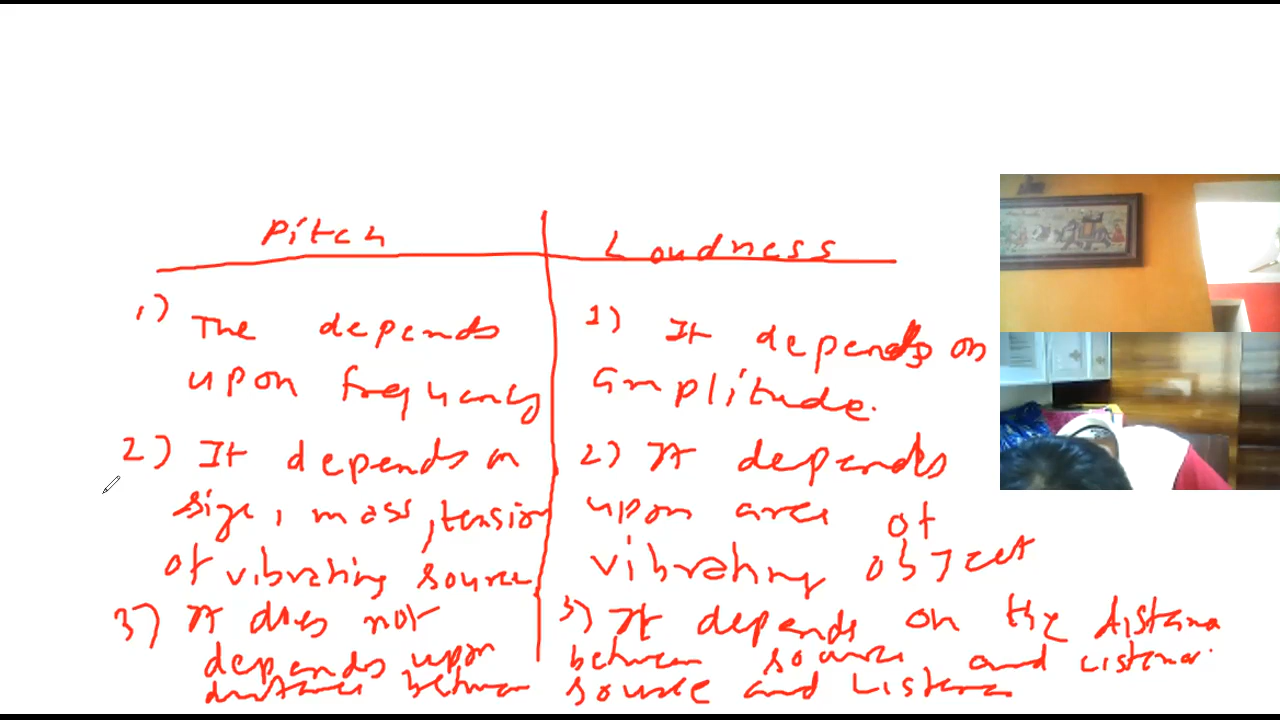 Pitch
Loudness
1) The depends
upon frequency
2) It depends on
size, mass, tension
of vibrating source
3) It does not
depends upon
distance between source and Listener
1) It depends on
amplitude.
2) It depends
upon area of
vibrating object
3) It depends on the distance
between source, and Listener.